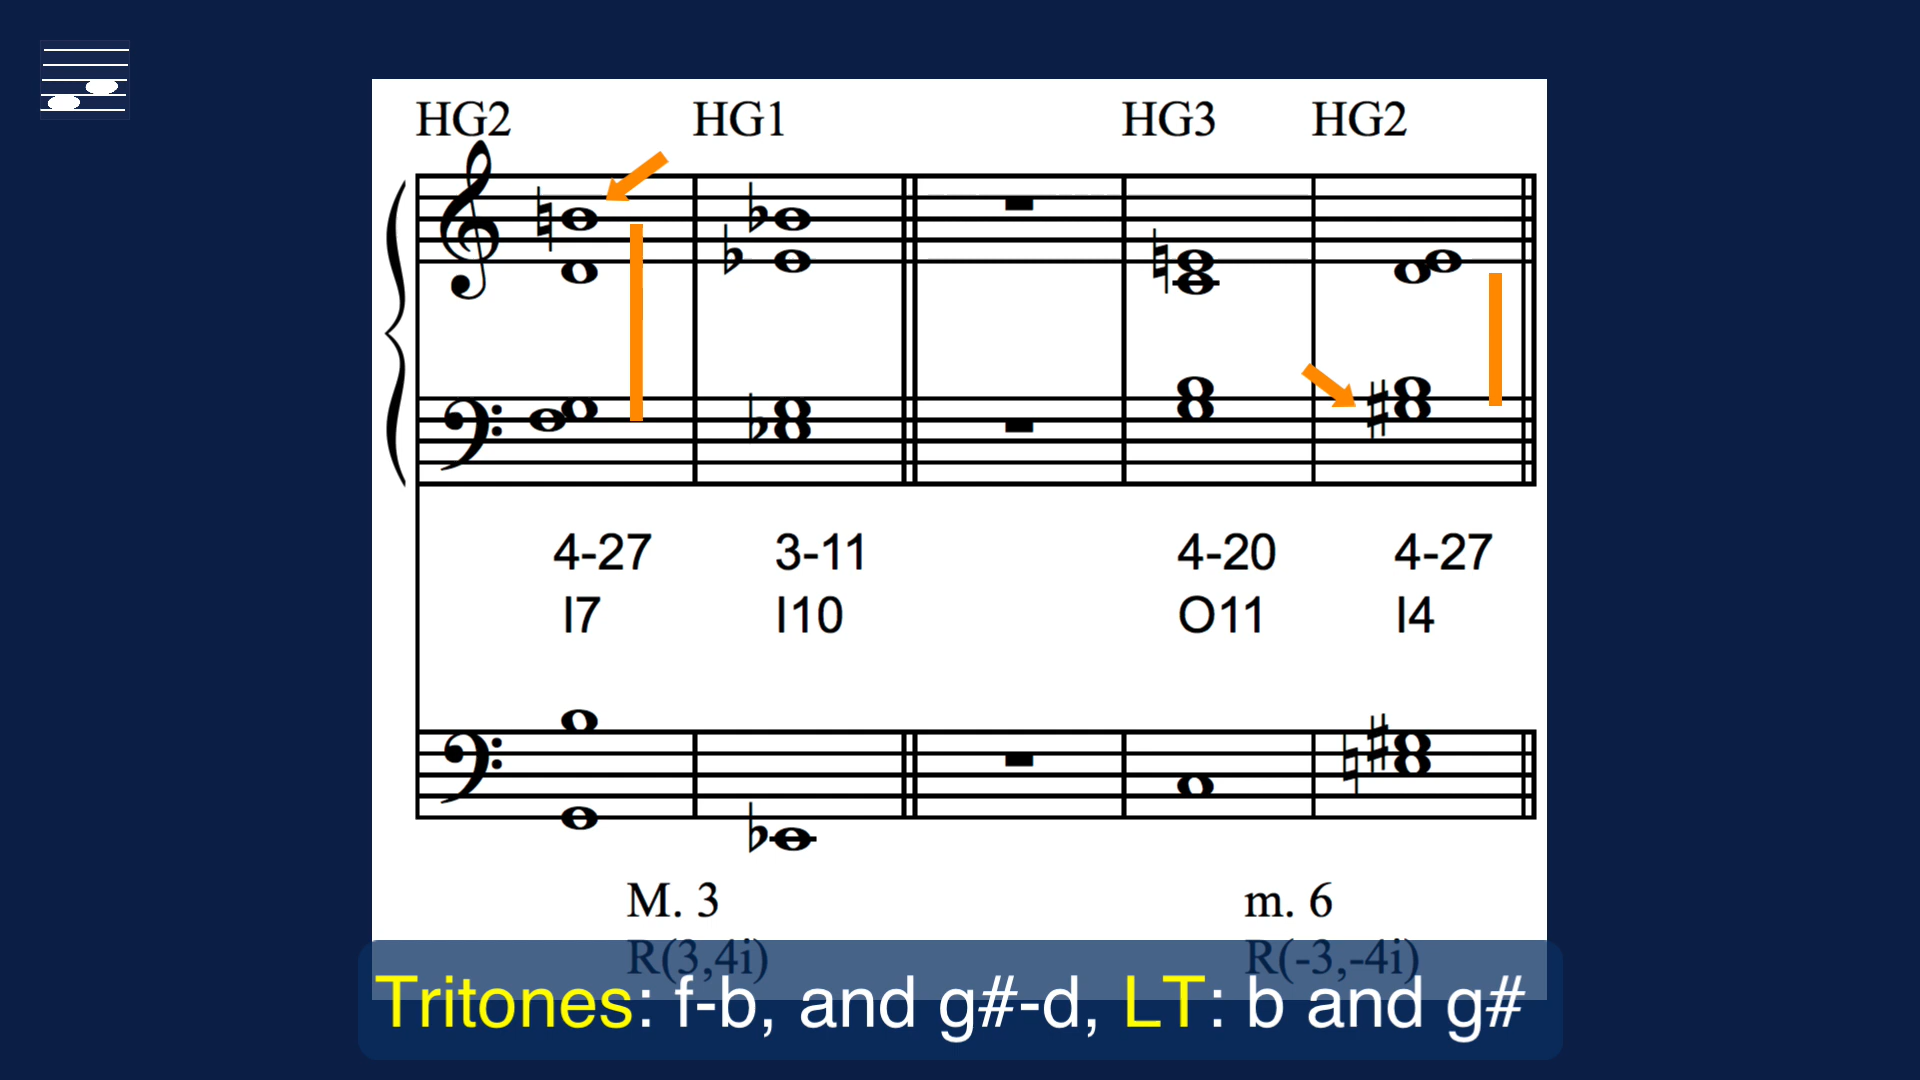 HG2 HG1 HG3 HG2
4-27 3-11 4-20 4-27
I7 I10 O11 I4
M. 3 m. 6
R(3,4i) R(-3,-4i)
Tritones: f-b, and g#-d, LT: b and g#